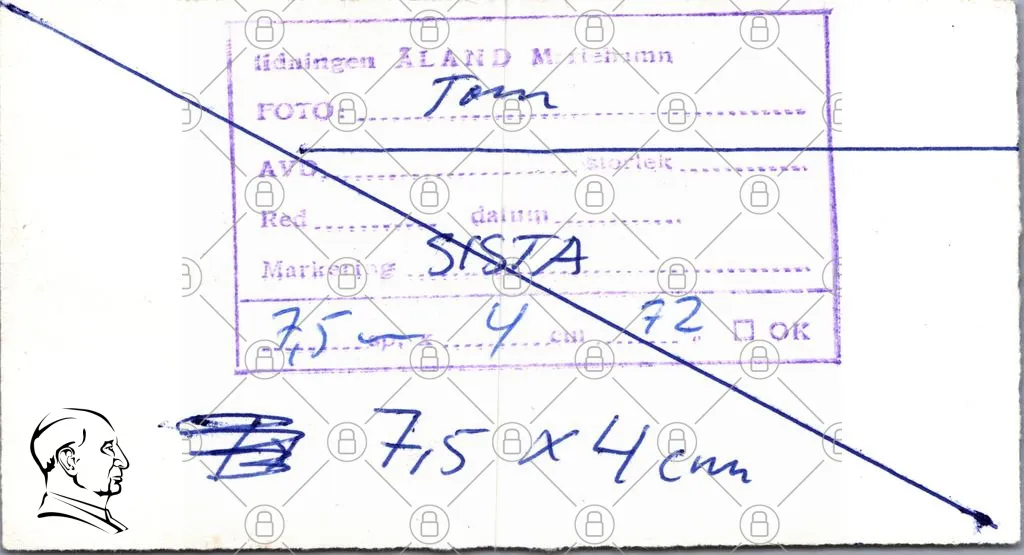 tidningen ÅLAND Mariehamn
FOTO: Tom
AVD. storlek
Red datum
Markering SISTA
7,5 sp. x 4 cm 72 " OK
7,5 x 4 cm